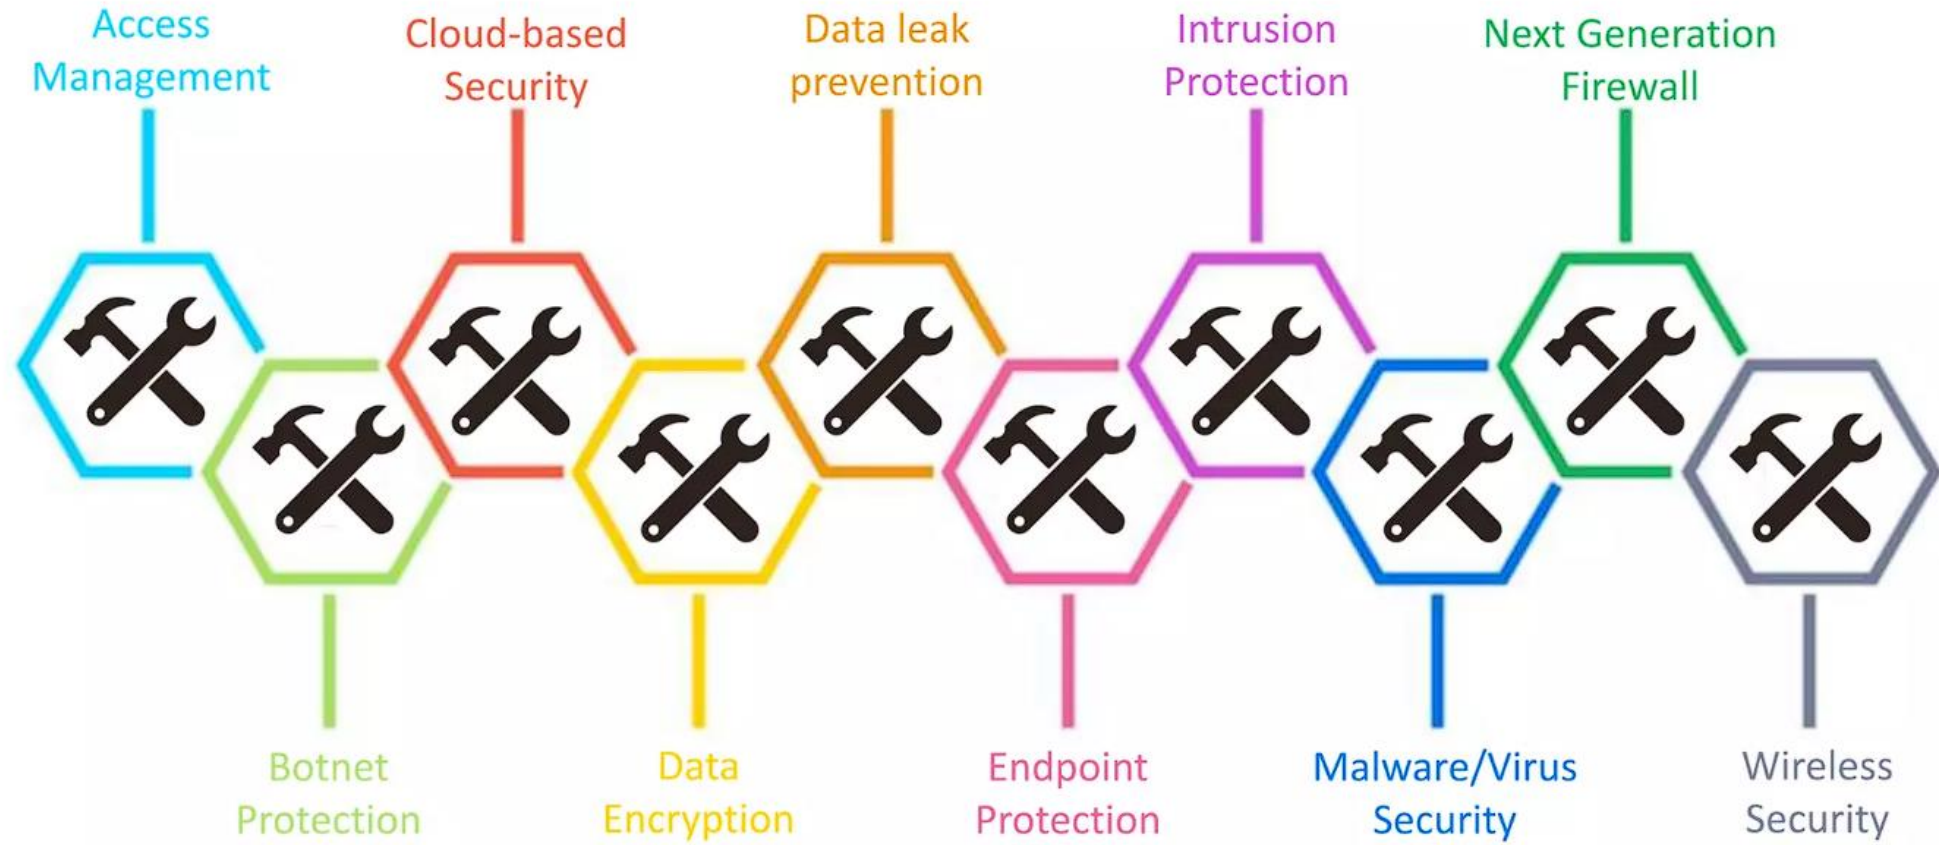 Access
Management
Cloud-based
Security
Data leak
prevention
Intrusion
Protection
Next Generation
Firewall
Botnet
Protection
Data
Encryption
Endpoint
Protection
Malware/Virus
Security
Wireless
Security